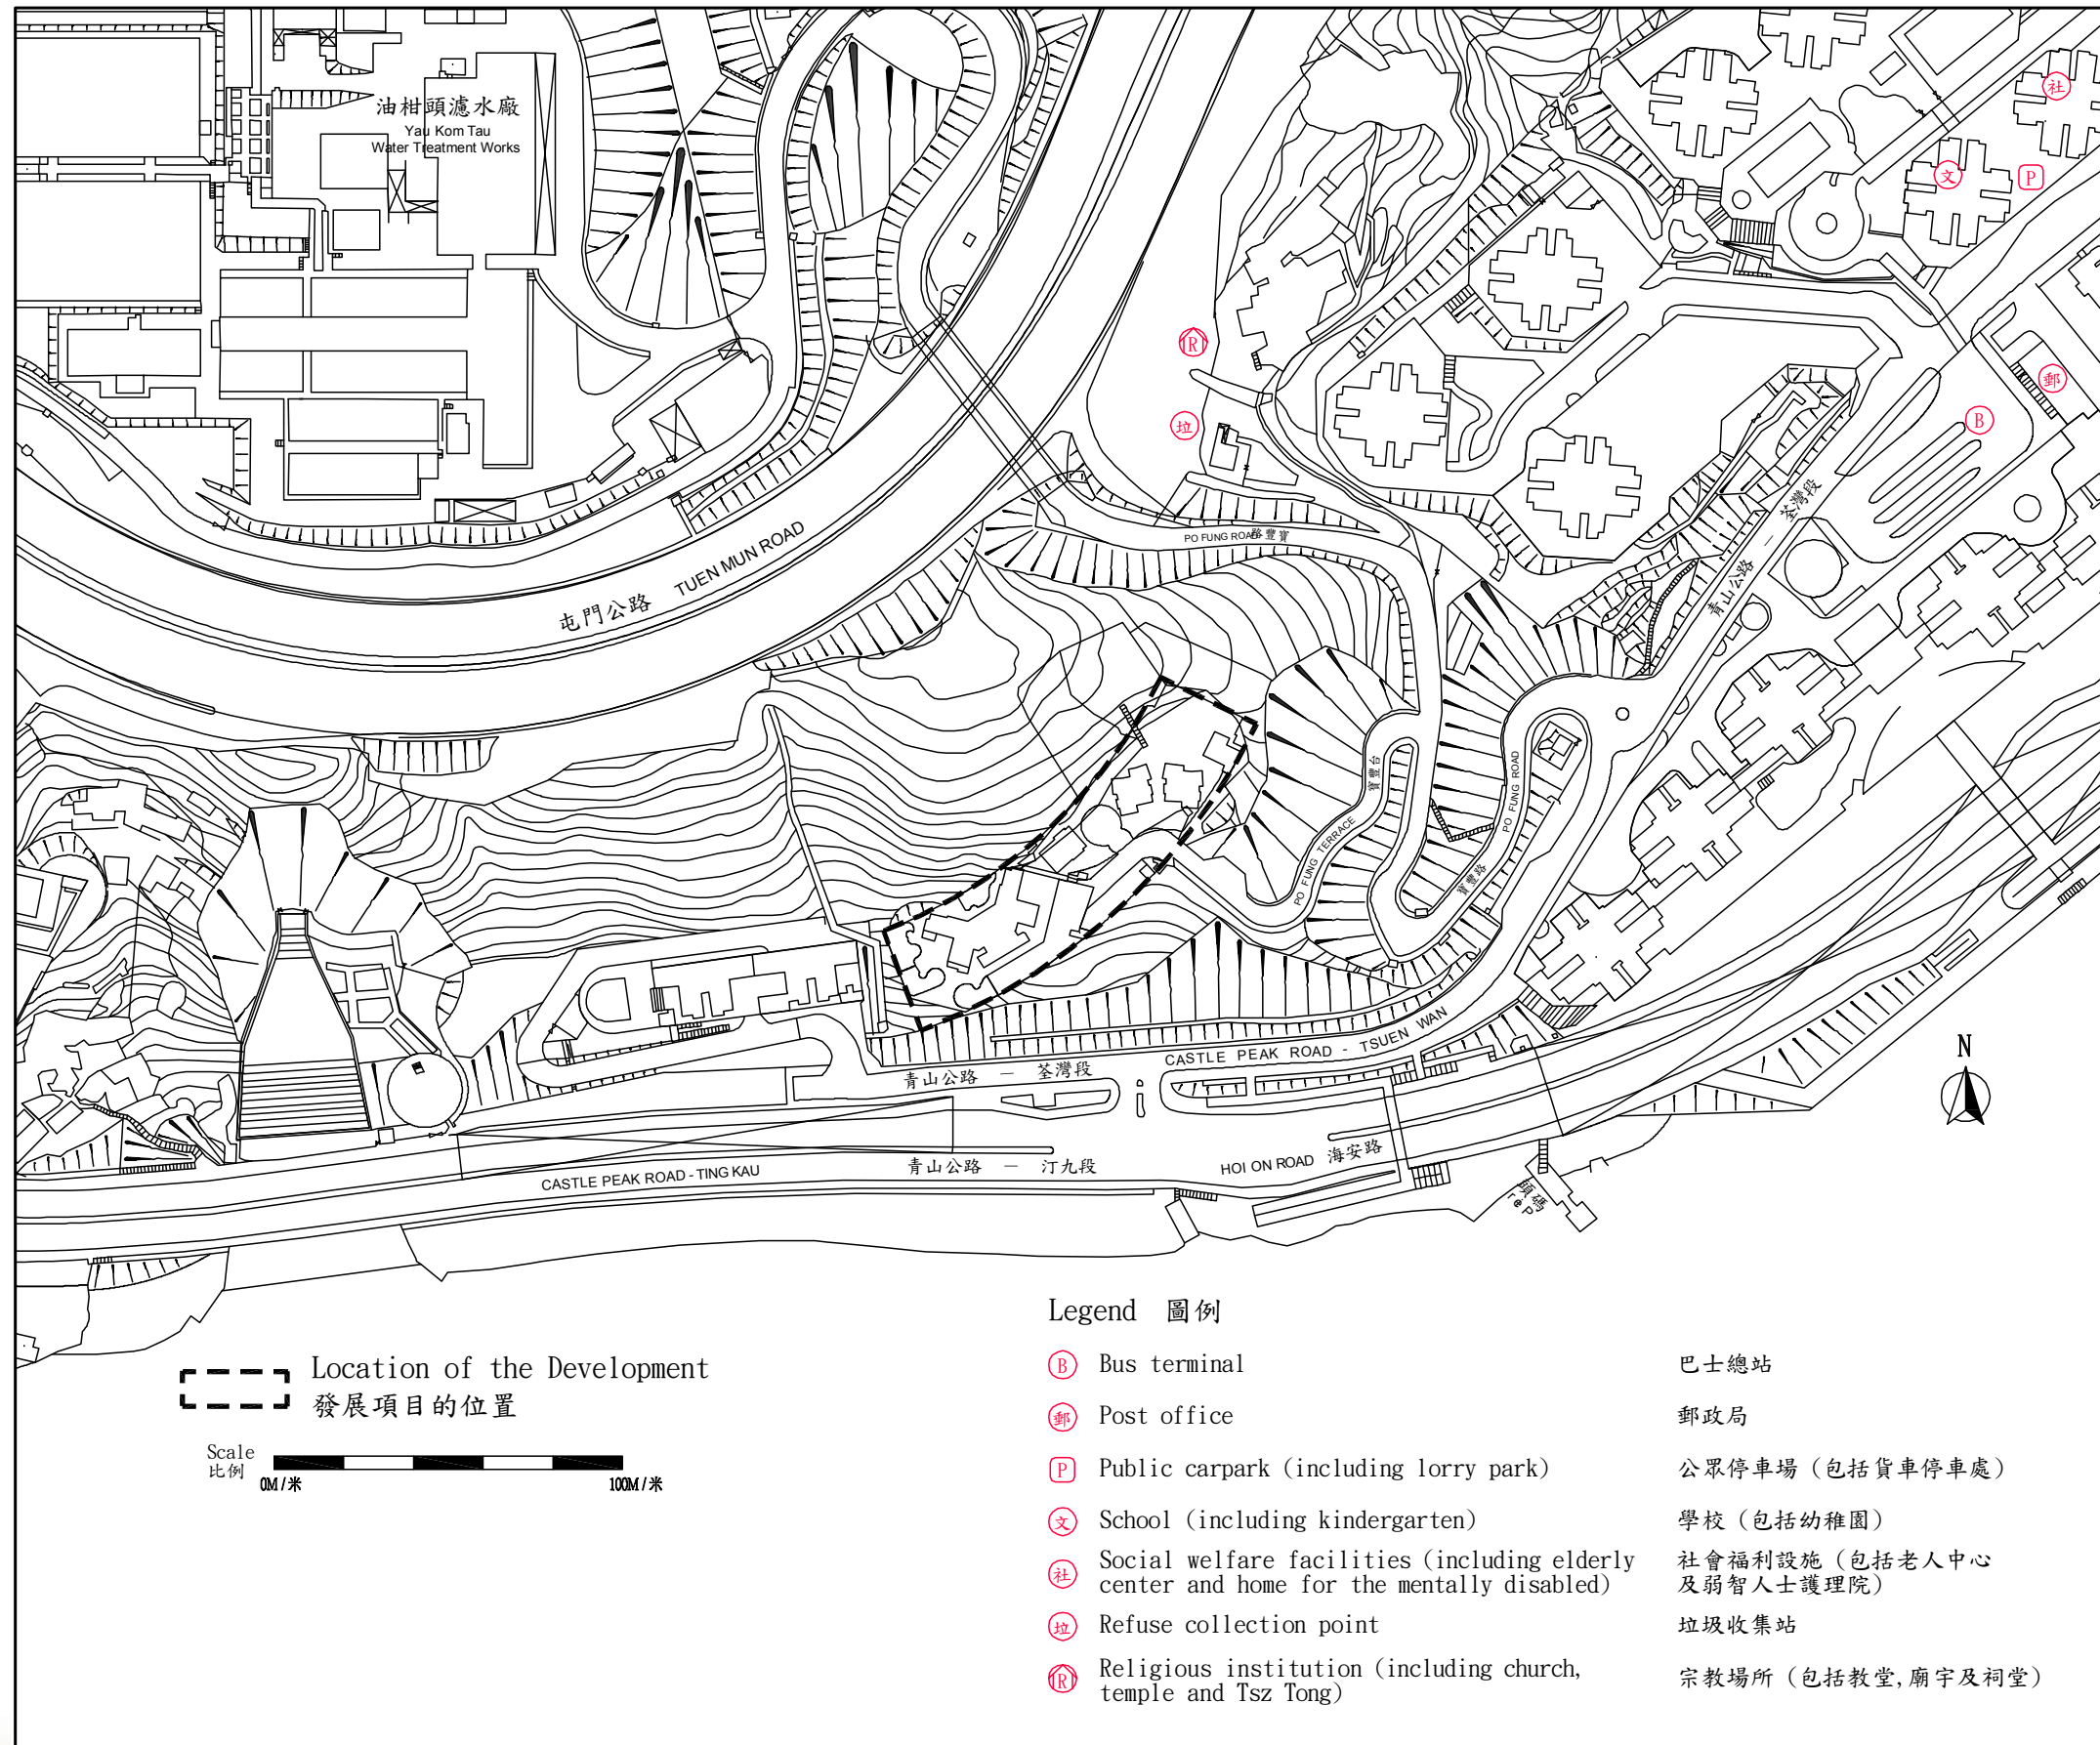 油柑頭濾水廠
Yau Kom Tau
Water Treatment Works
社
文
P
R
郵
垃
B
荃灣段
—
青山公路
PO FUNG ROAD 路豐寶
屯門公路 TUEN MUN ROAD
寶豐台
PO FUNG TERRACE
PO FUNG ROAD
寶豐路
CASTLE PEAK ROAD - TSUEN WAN
青山公路 — 荃灣段
N
HOI ON ROAD 海安路
青山公路 — 汀九段
CASTLE PEAK ROAD - TING KAU
Legend 圖例
B Bus terminal 巴士總站
郵 Post office 郵政局
P Public carpark (including lorry park) 公眾停車場（包括貨車停車處）
文 School (including kindergarten) 學校（包括幼稚園）
社 Social welfare facilities (including elderly 社會福利設施（包括老人中心
center and home for the mentally disabled) 及弱智人士護理院）
垃 Refuse collection point 垃圾收集站
R Religious institution (including church, 宗教場所（包括教堂,廟宇及祠堂）
temple and Tsz Tong)
Location of the Development
發展項目的位置
Scale
比例
0M/米 100M/米